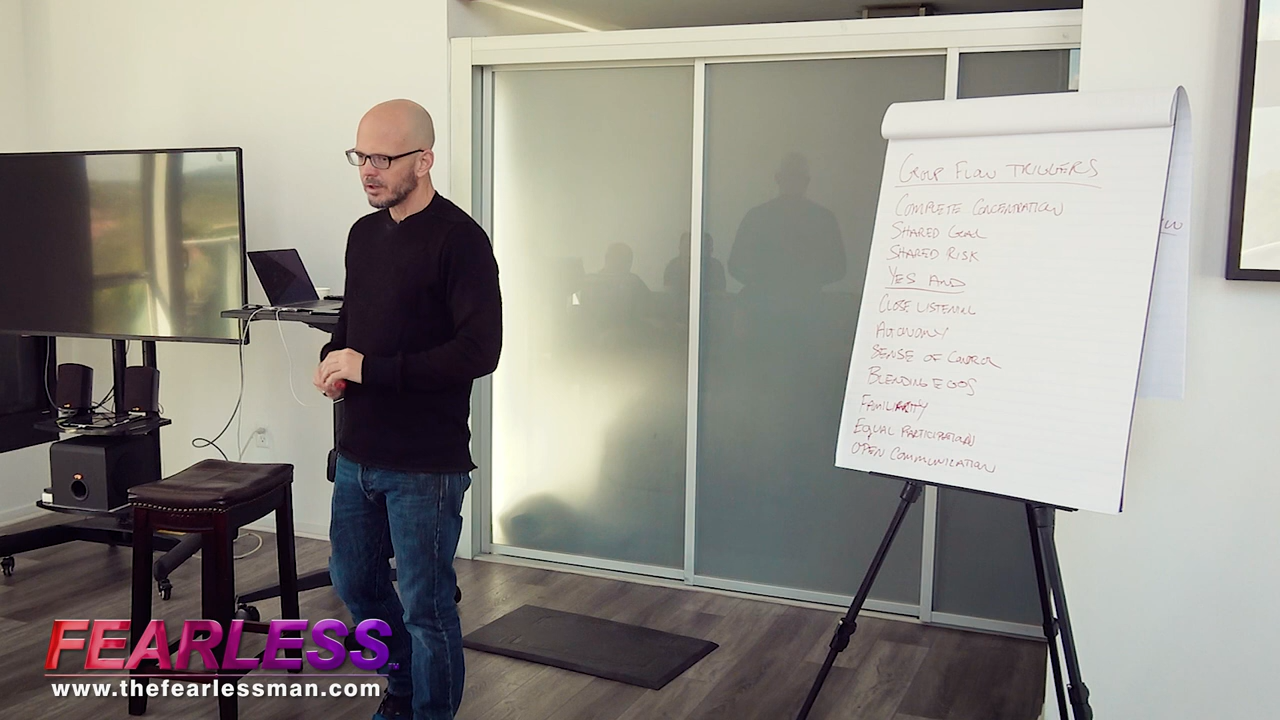 GROUP FLOW TRIGGERS
COMPLETE CONCENTRATION
SHARED GOAL
SHARED RISK
YES AND
CLOSE LISTENING
AUTONOMY
SENSE OF CONTROL
BLENDING EGOS
FAMILIARITY
EQUAL PARTICIPATION
OPEN COMMUNICATION
FEARLESS™
www.thefearlessman.com